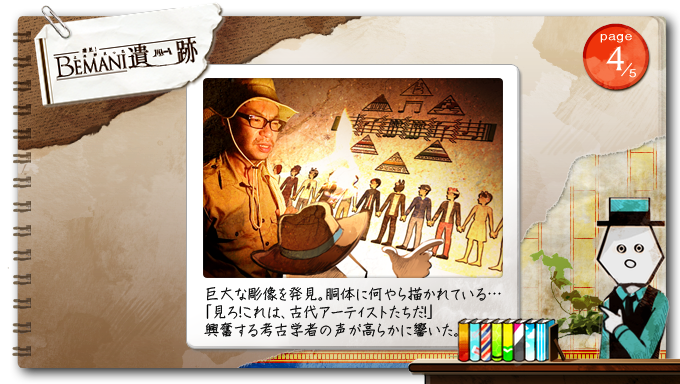 BEMANI遺跡
page
4/5
巨大な彫像を発見。胴体に何やら描かれている…
「見ろ!これは、古代アーティストたちだ!」
興奮する考古学者の声が高らかに響いた。